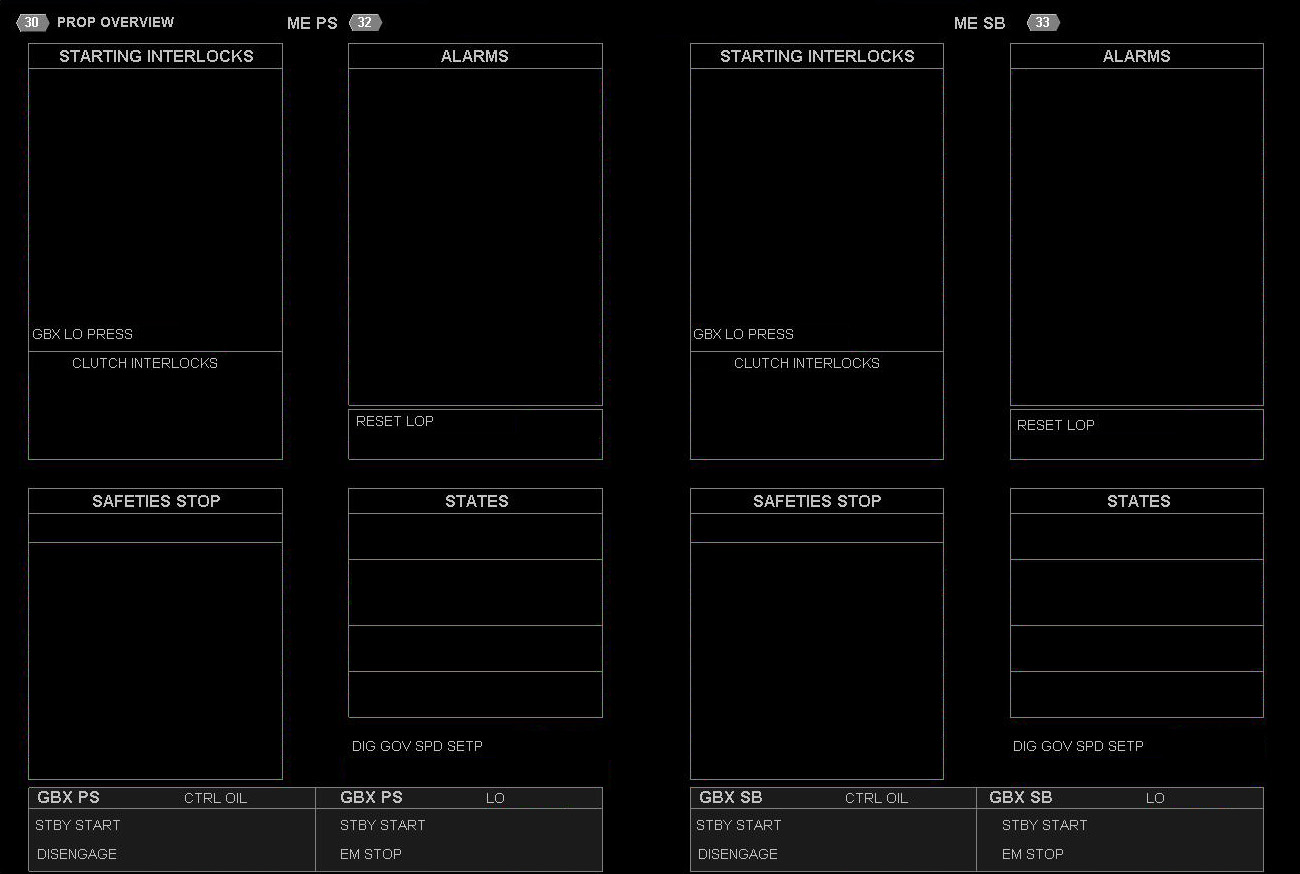 30 PROP OVERVIEW ME PS 32 ME SB 33
STARTING INTERLOCKS ALARMS STARTING INTERLOCKS ALARMS
GBX LO PRESS GBX LO PRESS
CLUTCH INTERLOCKS CLUTCH INTERLOCKS
RESET LOP RESET LOP
SAFETIES STOP STATES SAFETIES STOP STATES
DIG GOV SPD SETP DIG GOV SPD SETP
GBX PS CTRL OIL GBX PS LO GBX SB CTRL OIL GBX SB LO
STBY START STBY START STBY START STBY START
DISENGAGE EM STOP DISENGAGE EM STOP